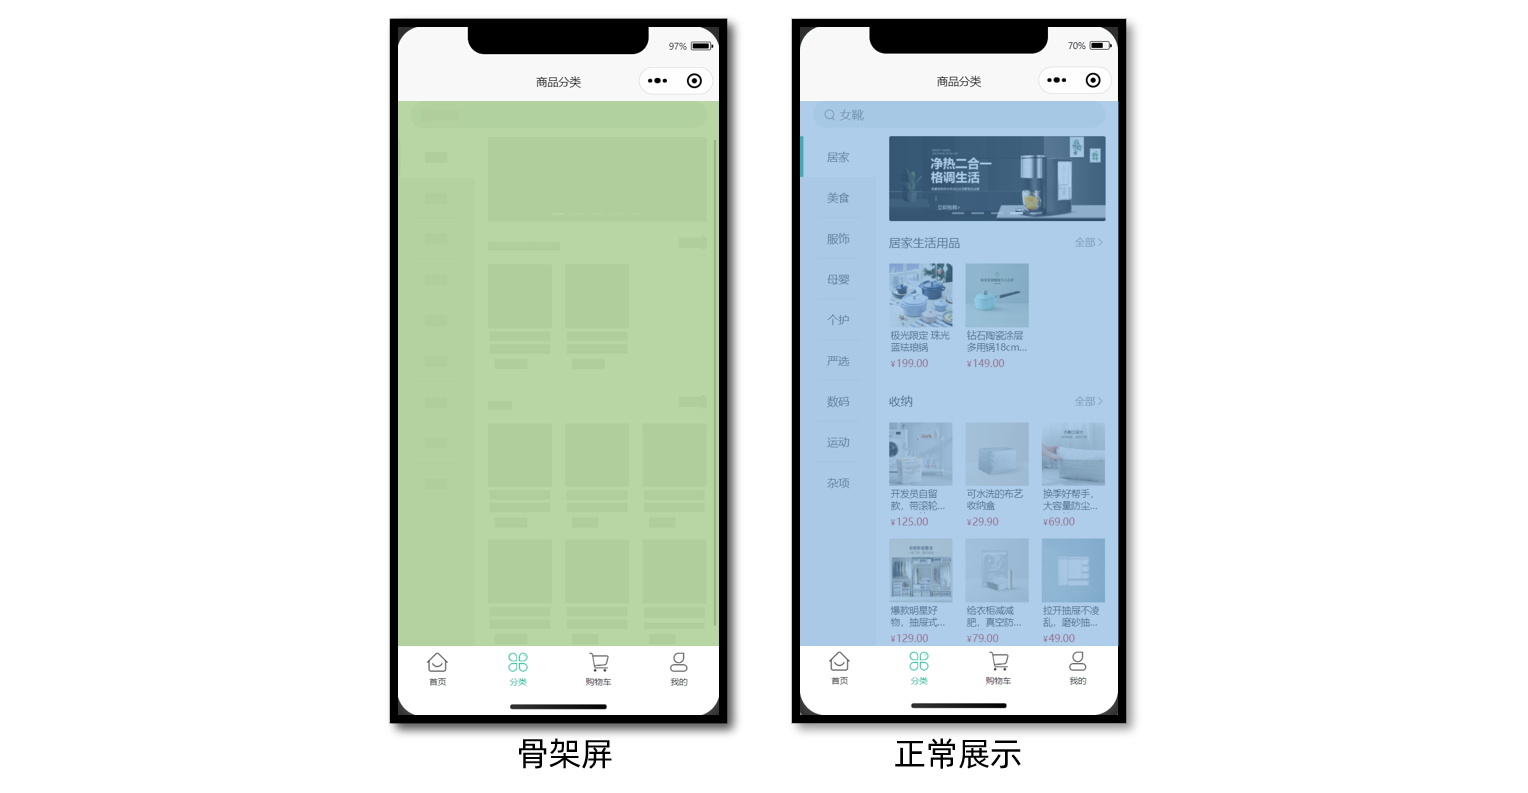 97%
商品分类
首页
分类
购物车
我的
骨架屏
70%
商品分类
女靴
居家
美食
服饰
母婴
个护
严选
数码
运动
杂项
净热二合一
格调生活
立即抢购>
居家生活用品
全部
极光限定 珠光
蓝珐琅锅
¥199.00
钻石陶瓷涂层
多用锅18cm...
¥149.00
收纳
全部
开发员自留
款，带滚轮...
¥125.00
可水洗的布艺
收纳盒
¥29.90
换季好帮手，
大容量防尘...
¥69.00
爆款明星好
物，抽屉式...
¥129.00
给衣柜减减
肥，真空防...
¥79.00
拉开抽屉不凌
乱，磨砂抽...
¥49.00
首页
分类
购物车
我的
正常展示